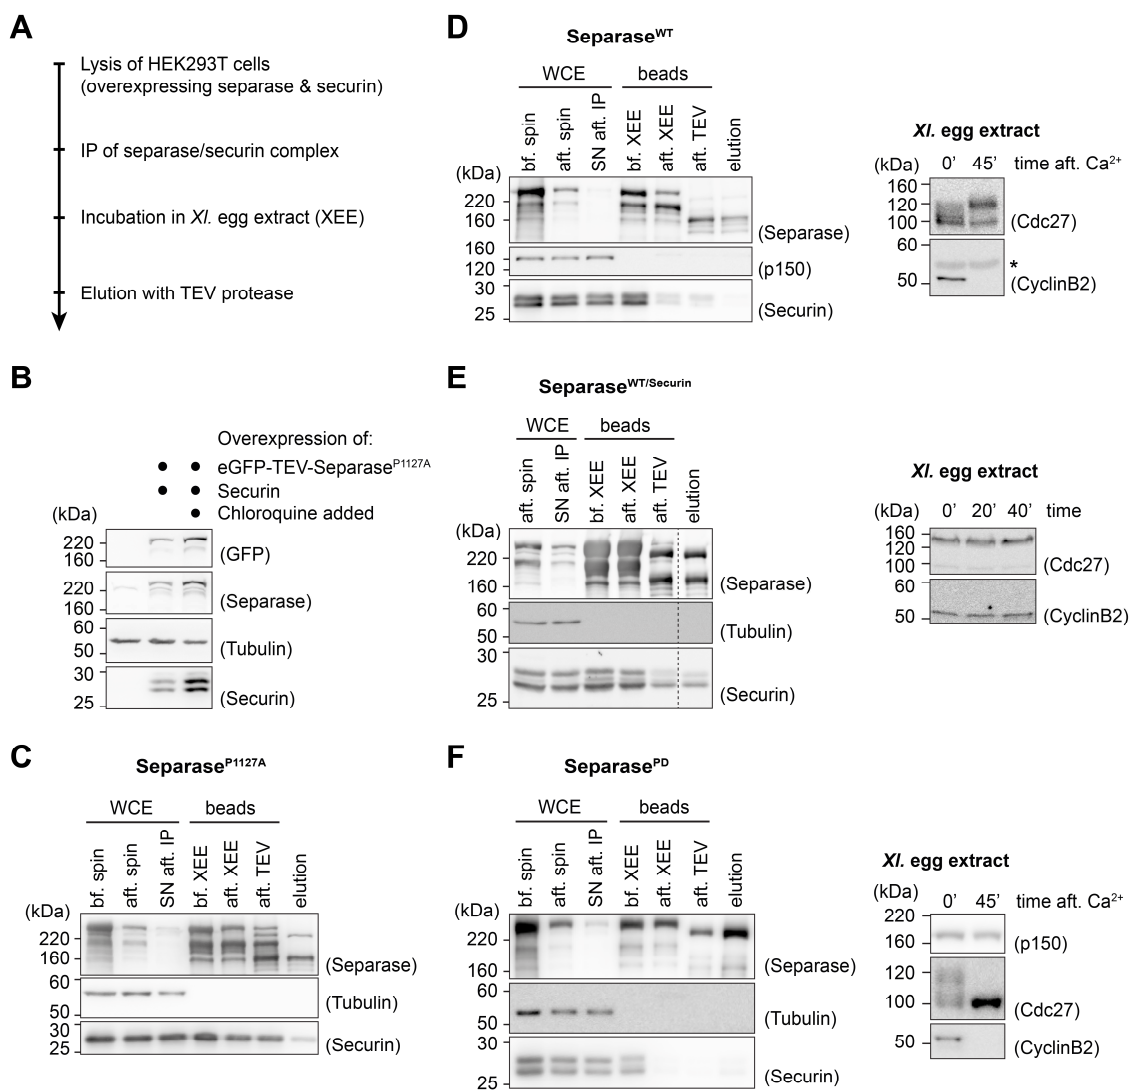 A
Lysis of HEK293T cells
(overexpressing separase & securin)
IP of separase/securin complex
Incubation in Xl. egg extract (XEE)
Elution with TEV protease
B
Overexpression of:
eGFP-TEV-Separase^P1127A
Securin
Chloroquine added
(kDa)
220
160
(GFP)
220
160
(Separase)
60
50
(Tubulin)
30
25
(Securin)
C
Separase^P1127A
WCE
beads
bf. spin
aft. spin
SN aft. IP
bf. XEE
aft. XEE
aft. TEV
elution
(kDa)
220
160
(Separase)
60
50
(Tubulin)
30
25
(Securin)
D
Separase^WT
WCE
beads
bf. spin
aft. spin
SN aft. IP
bf. XEE
aft. XEE
aft. TEV
elution
(kDa)
220
160
(Separase)
160
120
(p150)
30
25
(Securin)
Xl. egg extract
(kDa)
0’ 45’ time aft. Ca2+
160
120
100
(Cdc27)
60
*
50
(CyclinB2)
E
Separase^WT/Securin
WCE
beads
aft. spin
SN aft. IP
bf. XEE
aft. XEE
aft. TEV
elution
(kDa)
220
160
(Separase)
60
50
(Tubulin)
30
25
(Securin)
Xl. egg extract
(kDa)
0’ 20’ 40’ time
160
120
100
(Cdc27)
60
50
(CyclinB2)
F
Separase^PD
WCE
beads
bf. spin
aft. spin
SN aft. IP
bf. XEE
aft. XEE
aft. TEV
elution
(kDa)
220
160
(Separase)
60
50
(Tubulin)
30
25
(Securin)
Xl. egg extract
(kDa)
0’ 45’ time aft. Ca2+
220
160
(p150)
120
100
(Cdc27)
50
(CyclinB2)